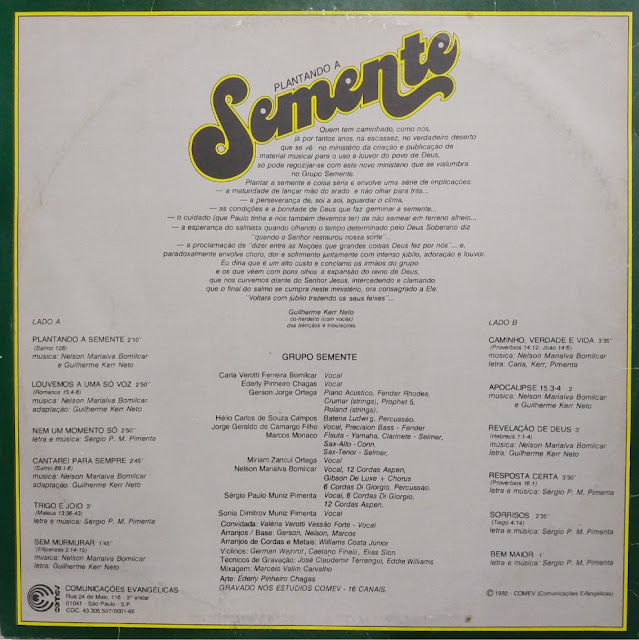 PLANTANDO A
Semente
Quem tem caminhado, como nós,
já por tantos anos, na escassez, no verdadeiro deserto
que se vê no ministério da criação e publicação de
material musical para o uso e louvor do povo de Deus,
só pode regozijar-se com este novo ministério que se vislumbra
no Grupo Semente.
Plantar a semente é coisa séria e envolve uma série de implicações:
— a maturidade de lançar mão do arado e não olhar para trás...
— a perseverança de, sol a sol, aguardar o clima,
— as condições e a bondade de Deus que faz germinar a semente...
— o cuidado (que Paulo tinha e nós também devemos ter) de não semear em terreno alheio...
— a esperança do salmista quando olhando o tempo determinado pelo Deus Soberano diz
"quando o Senhor restaurou nossa sorte"...
— a proclamação de "dizer entre as Nações que grandes coisas Deus fez por nós"... e,
paradoxalmente envolve choro, dor e sofrimento juntamente com intenso júbilo, adoração e louvor.
Eu diria que é um alto custo e conclamo os irmãos do grupo
e os que vêem com bons olhos a expansão do reino de Deus,
que nos curvemos diante do Senhor Jesus, intercedendo e clamando
que o final do salmo se cumpra neste ministério, ora consagrado a Ele:
"Voltará com júbilo trazendo os seus feixes"...
Guilherme Kerr Neto
co-herdeiro (com vocês)
das bênçãos e tribulações.
LADO A
PLANTANDO A SEMENTE 2'10"
(Salmo 126)
música: Nelson Marialva Bomilcar
e Guilherme Kerr Neto
LOUVEMOS A UMA SÓ VOZ 2'50"
(Romanos 15:4-6)
música: Nelson Marialva Bomilcar
adaptação: Guilherme Kerr Neto
NEM UM MOMENTO SÓ 2'50"
letra e música: Sérgio P. M. Pimenta
CANTAREI PARA SEMPRE 2'45"
(Salmo 89:1-8)
música: Nelson Marialva Bomilcar
adaptação: Guilherme Kerr Neto
TRIGO E JOIO 3'
(Mateus 13:36-43)
letra e música: Sérgio P. M. Pimenta
SEM MURMURAR 1'45"
(Filipenses 2:14-15)
música: Nelson Marialva Bomilcar
letra: Guilherme Kerr Neto
GRUPO SEMENTE
Carla Verotti Ferreira Bomilcar Vocal
Ederly Pinheiro Chagas Vocal
Gerson Jorge Ortega Piano Acústico, Fender Rhodes,
Crumar (strings), Prophet 5,
Roland (strings).
Hélio Carlos de Souza Campos Bateria Ludwig, Percussão.
Jorge Geraldo de Camargo Filho Vocal, Precision Bass - Fender
Marcos Monaco Flauta - Yamaha, Clarinete - Selmer,
Sax-Alto - Conn.
Sax-Tenor - Selmer,
Miriam Zancul Ortega Vocal
Nelson Marialva Bomilcar Vocal, 12 Cordas Aspen,
Gibson De Luxe + Chorus
6 Cordas Di Giorgio, Percussão.
Sérgio Paulo Muniz Pimenta Vocal, 6 Cordas Di Giorgio,
12 Cordas Aspen.
Sonia Dimitrov Muniz Pimenta Vocal
Convidada: Valéria Verotti Vassão Forte - Vocal
Arranjos / Base: Gerson, Nelson, Marcos
Arranjos de Cordas e Metais: Williams Costa Júnior
Violinos: German Wajnrot, Caetano Finelli, Elias Slon
Técnicos de Gravação: José Claudemir Terrengui, Eddie Williams
Mixagem: Marcelo Valim Carvalho
Arte: Ederly Pinheiro Chagas
GRAVADO NOS ESTÚDIOS COMEV - 16 CANAIS.
LADO B
CAMINHO, VERDADE E VIDA 3'35"
(Provérbios 14:12; João 14:6)
letra: Carla, Kerr, Pimenta
APOCALIPSE 15:3-4 2
música: Nelson Marialva Bomilcar
e Guilherme Kerr Neto
REVELAÇÃO DE DEUS 3'
(Hebreus 1:1-4)
música: Nelson Marialva Bomilcar
letra: Guilherme Kerr Neto
RESPOSTA CERTA 3'30"
(Provérbios 16:1)
letra e música: Sérgio P. M. Pimenta
SORRISOS 2'35"
(Tiago 4:14)
letra e música: Sérgio P. M. Pimenta
BEM MAIOR 1'
letra e música: Sérgio P. M. Pimenta
COMEV
COMUNICAÇÕES EVANGÉLICAS
Rua 24 de Maio, 116 - 3º andar
01041 - São Paulo - S.P.
CGC. 43.305.507/0001-66
© 1982 - COMEV (Comunicações Evangélicas)